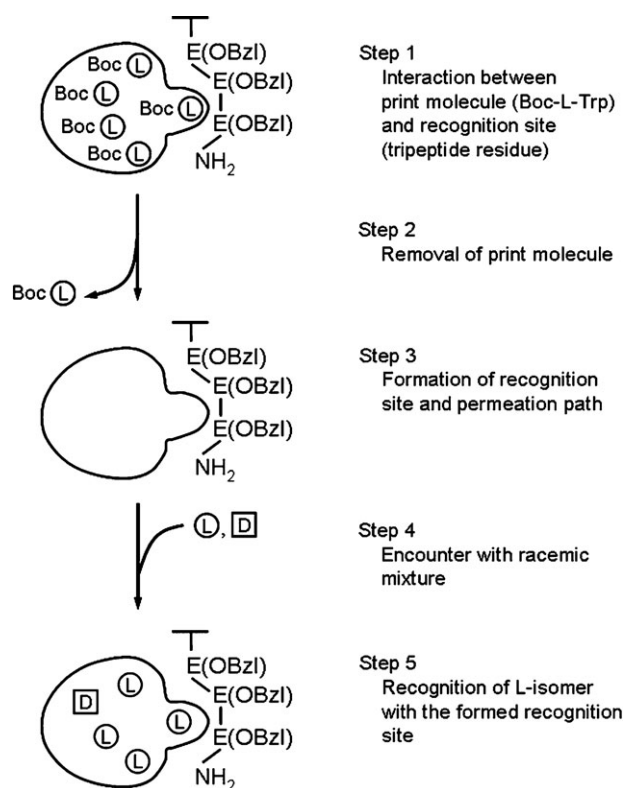 Boc L
E(OBzl)
Boc L
E(OBzl)
Boc L
Boc L
E(OBzl)
Boc L
NH2
Step 1
Interaction between
print molecule (Boc-L-Trp)
and recognition site
(tripeptide residue)
Step 2
Removal of print molecule
Boc L
E(OBzl)
E(OBzl)
E(OBzl)
NH2
Step 3
Formation of recognition
site and permeation path
L, D
Step 4
Encounter with racemic
mixture
E(OBzl)
L
E(OBzl)
D
L
E(OBzl)
L
L
NH2
Step 5
Recognition of L-isomer
with the formed recognition
site